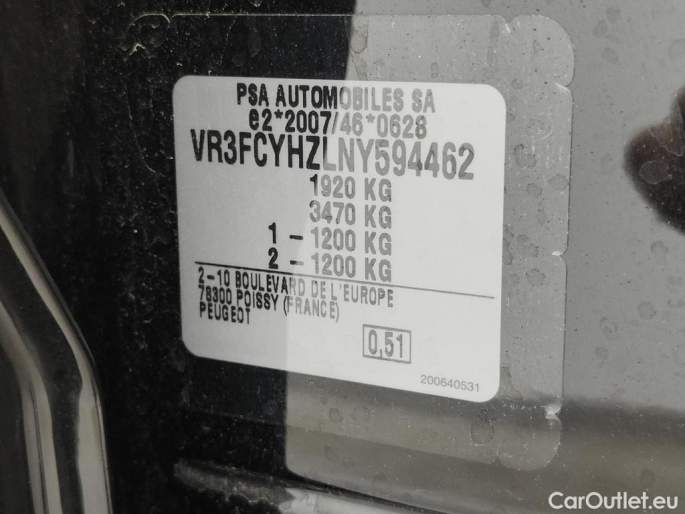 PSA AUTOMOBILES SA
e2*2007/46*0628
VR3FCYHZLNY594462
1920 KG
3470 KG
1 - 1200 KG
2 - 1200 KG
2-10 BOULEVARD DE L'EUROPE
78300 POISSY (FRANCE)
PEUGEOT
0,51
200640531
CarOutlet.eu